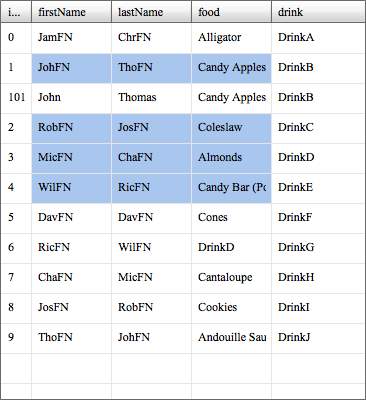 i... firstName lastName food drink
0 JamFN ChrFN Alligator DrinkA
1 JohFN ThoFN Candy Apples DrinkB
101 John Thomas Candy Apples DrinkB
2 RobFN JosFN Coleslaw DrinkC
3 MicFN ChaFN Almonds DrinkD
4 WilFN RicFN Candy Bar (Po DrinkE
5 DavFN DavFN Cones DrinkF
6 RicFN WilFN DrinkD DrinkG
7 ChaFN MicFN Cantaloupe DrinkH
8 JosFN RobFN Cookies DrinkI
9 ThoFN JohFN Andouille Sau DrinkJ